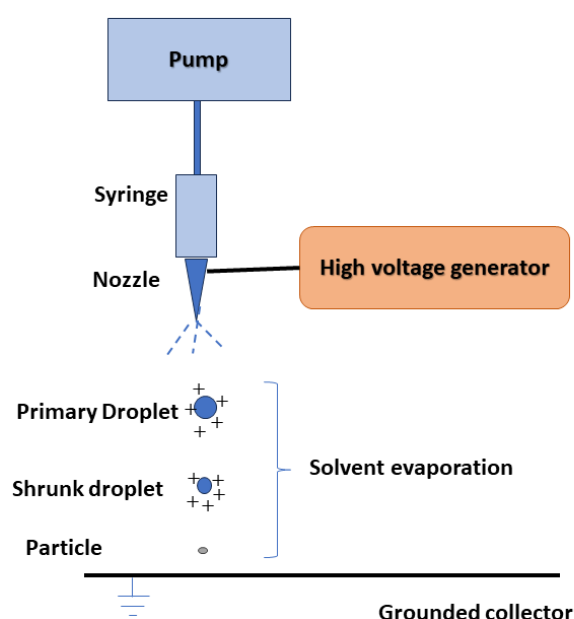 Pump
Syringe
Nozzle
High voltage generator
Primary Droplet
Solvent evaporation
Shrunk droplet
Particle
Grounded collector